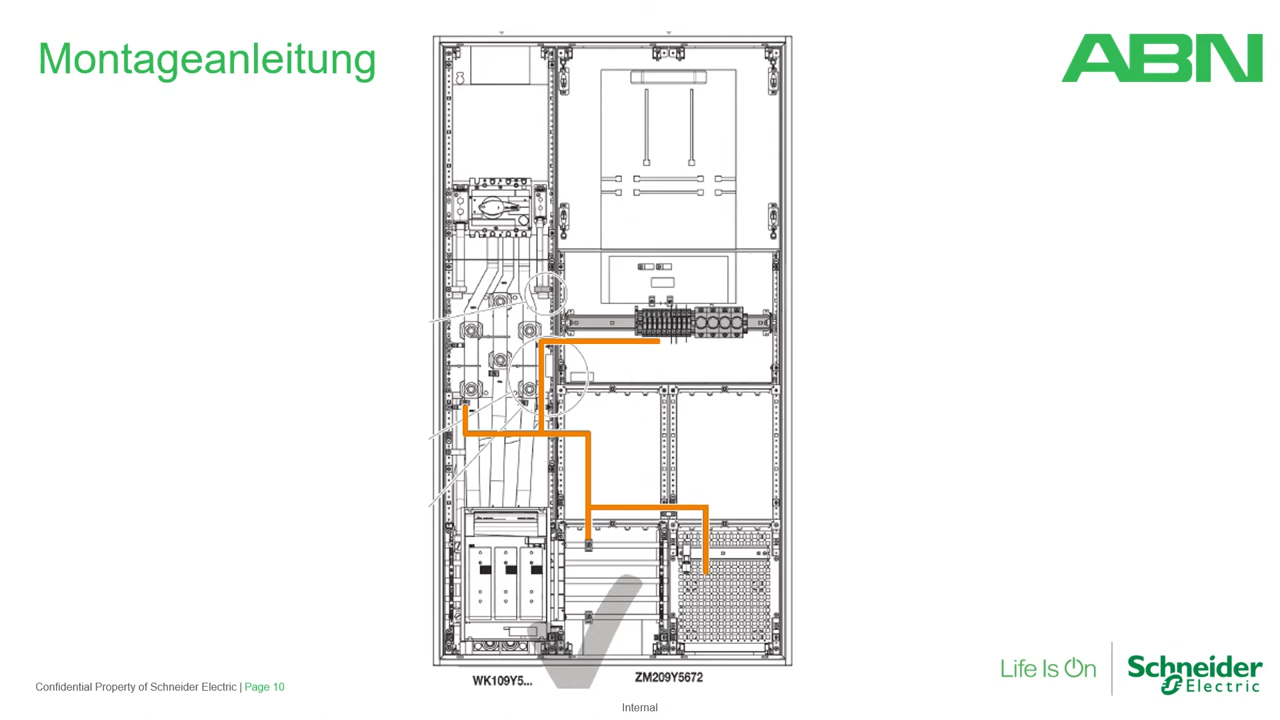 Montageanleitung
ABN
WK109Y5...
ZM209Y5672
Confidential Property of Schneider Electric | Page 10
Internal
Life Is On
Schneider
Electric